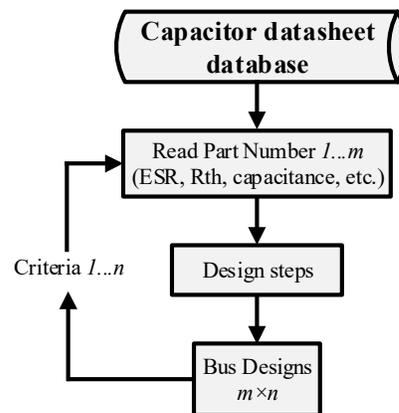 Capacitor datasheet
database
Read Part Number 1...m
(ESR, Rth, capacitance, etc.)
Criteria 1...n
Design steps
Bus Designs
m×n